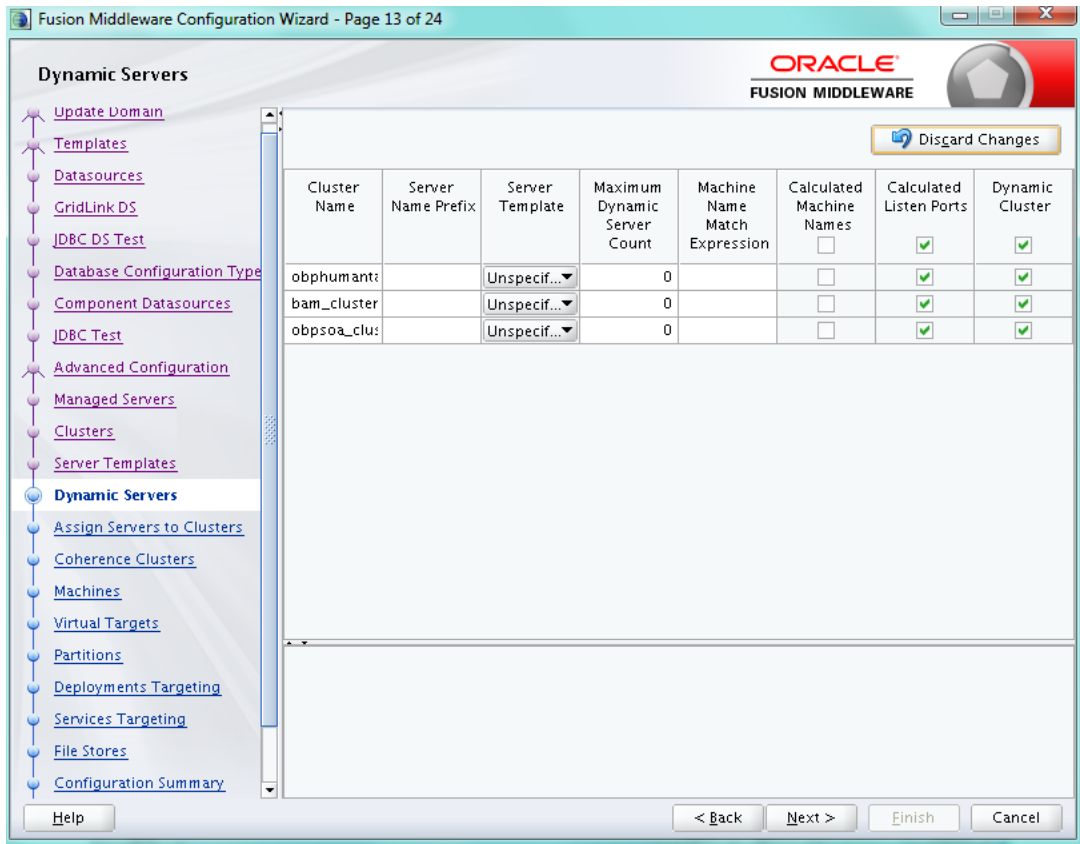 Fusion Middleware Configuration Wizard - Page 13 of 24
Dynamic Servers
ORACLE
FUSION MIDDLEWARE
Update Domain
Templates
Datasources
GridLink DS
JDBC DS Test
Database Configuration Type
Component Datasources
JDBC Test
Advanced Configuration
Managed Servers
Clusters
Server Templates
Dynamic Servers
Assign Servers to Clusters
Coherence Clusters
Machines
Virtual Targets
Partitions
Deployments Targeting
Services Targeting
File Stores
Configuration Summary
Discard Changes
Cluster Name
Server Name Prefix
Server Template
Maximum Dynamic Server Count
Machine Name Match Expression
Calculated Machine Names
Calculated Listen Ports
Dynamic Cluster
obphumanta Unspecif... 0
bam_cluster Unspecif... 0
obpsoa_clus Unspecif... 0
Help
< Back
Next >
Finish
Cancel